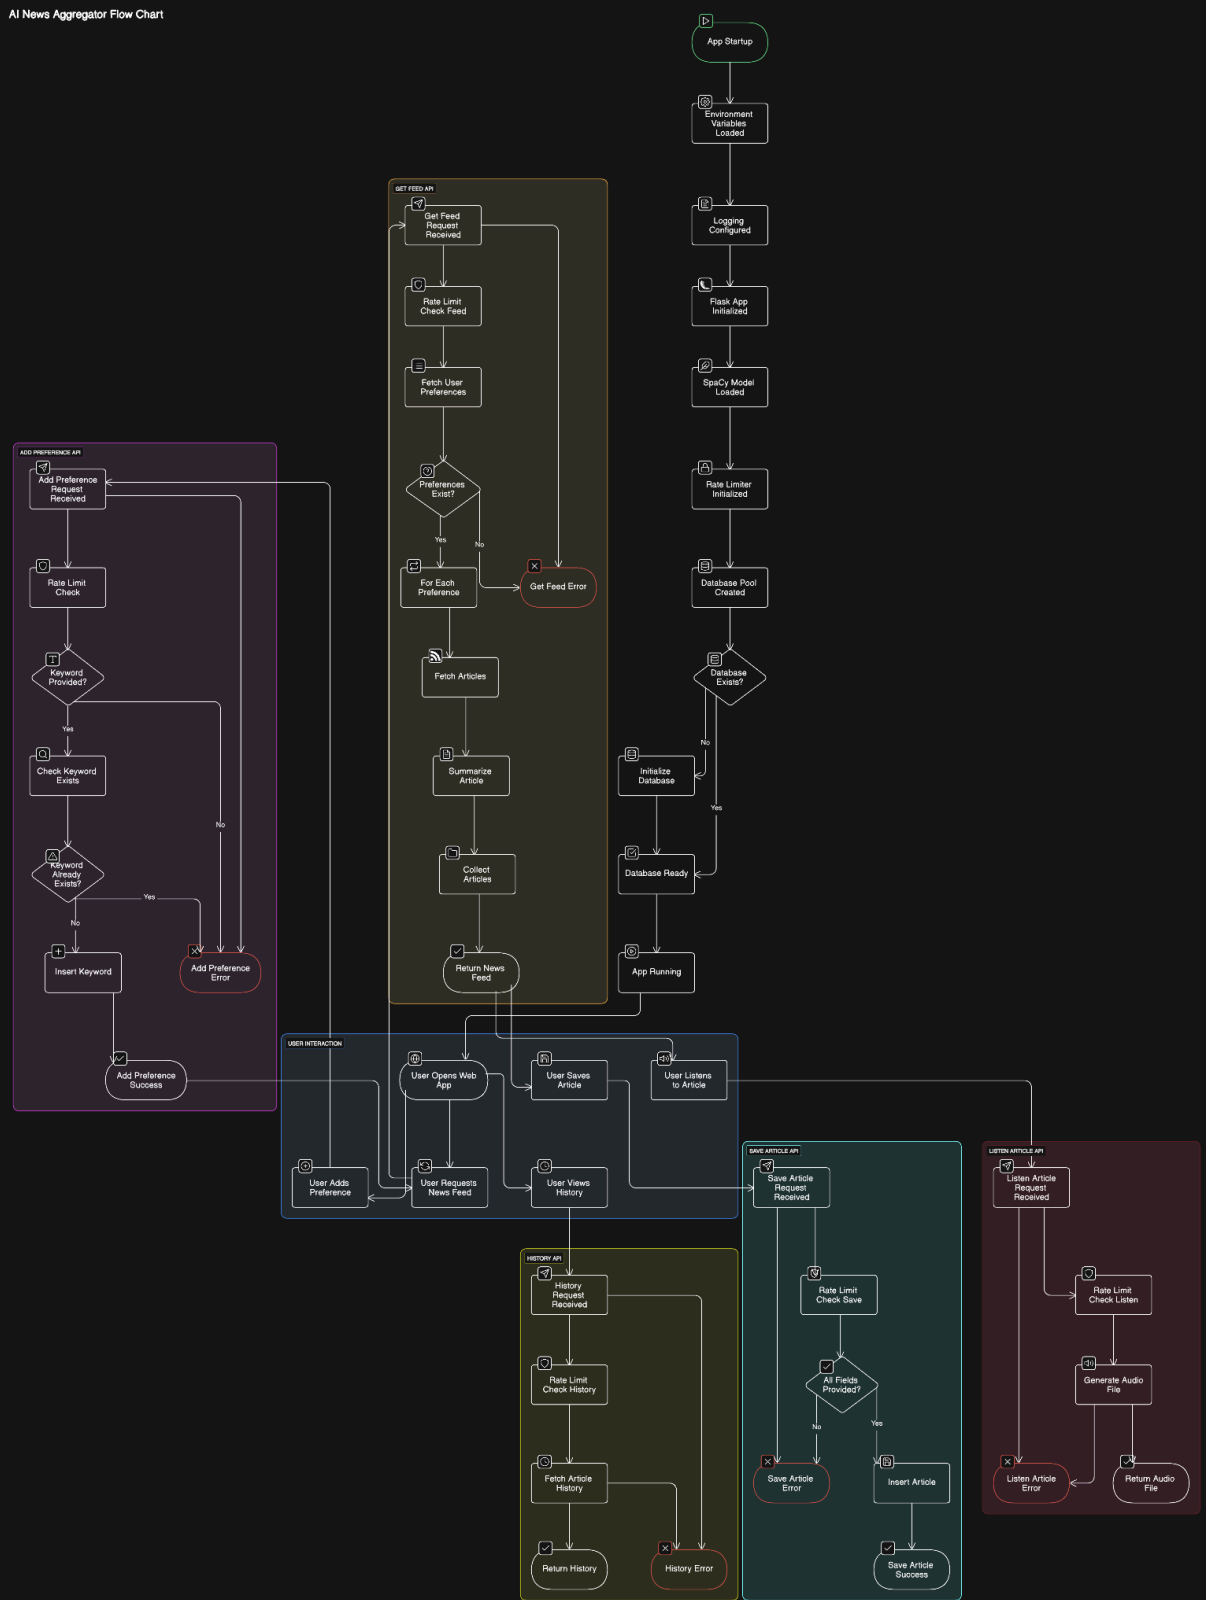 AI News Aggregator Flow Chart
App Startup
Environment
Variables
Loaded
Logging
Configured
Flask App
Initialized
SpaCy Model
Loaded
Rate Limiter
Initialized
Database Pool
Created
Database
Exists?
No
Yes
Initialize
Database
Database Ready
App Running
GET FEED API
Get Feed
Request
Received
Rate Limit
Check Feed
Fetch User
Preferences
Preferences
Exist?
Yes
No
For Each
Preference
Get Feed Error
Fetch Articles
Summarize
Article
Collect
Articles
Return News
Feed
ADD PREFERENCE API
Add Preference
Request
Received
Rate Limit
Check
Keyword
Provided?
Yes
No
Check Keyword
Exists
Keyword
Already
Exists?
Yes
No
Insert Keyword
Add Preference
Error
Add Preference
Success
USER INTERACTION
User Opens Web
App
User Saves
Article
User Listens
to Article
User Adds
Preference
User Requests
News Feed
User Views
History
HISTORY API
History
Request
Received
Rate Limit
Check History
Fetch Article
History
Return History
History Error
SAVE ARTICLE API
Save Article
Request
Received
Rate Limit
Check Save
All Fields
Provided?
No
Yes
Save Article
Error
Insert Article
Save Article
Success
LISTEN ARTICLE API
Listen Article
Request
Received
Rate Limit
Check Listen
Generate Audio
File
Listen Article
Error
Return Audio
File